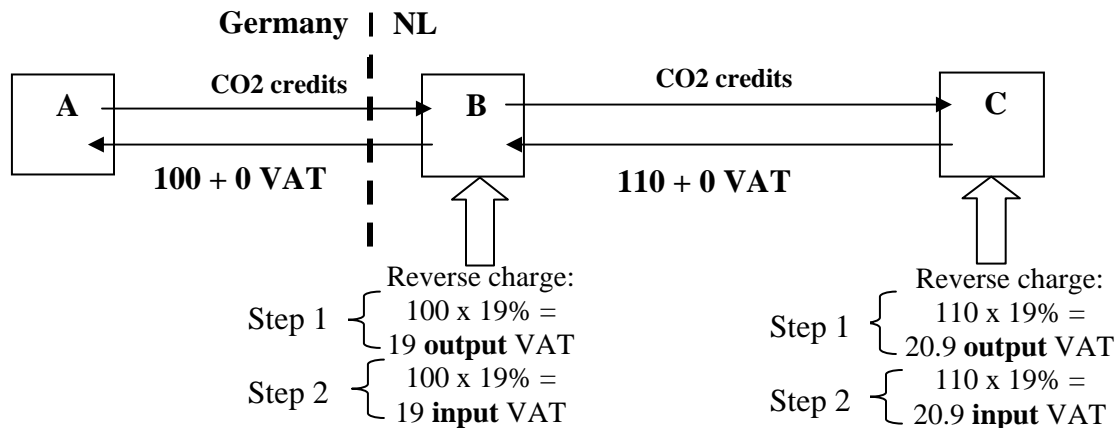 Germany NL
CO2 credits
CO2 credits
A
B
C
100 + 0 VAT
110 + 0 VAT
Reverse charge:
Step 1
100 x 19% =
19 output VAT
Step 2
100 x 19% =
19 input VAT
Reverse charge:
Step 1
110 x 19% =
20.9 output VAT
Step 2
110 x 19% =
20.9 input VAT